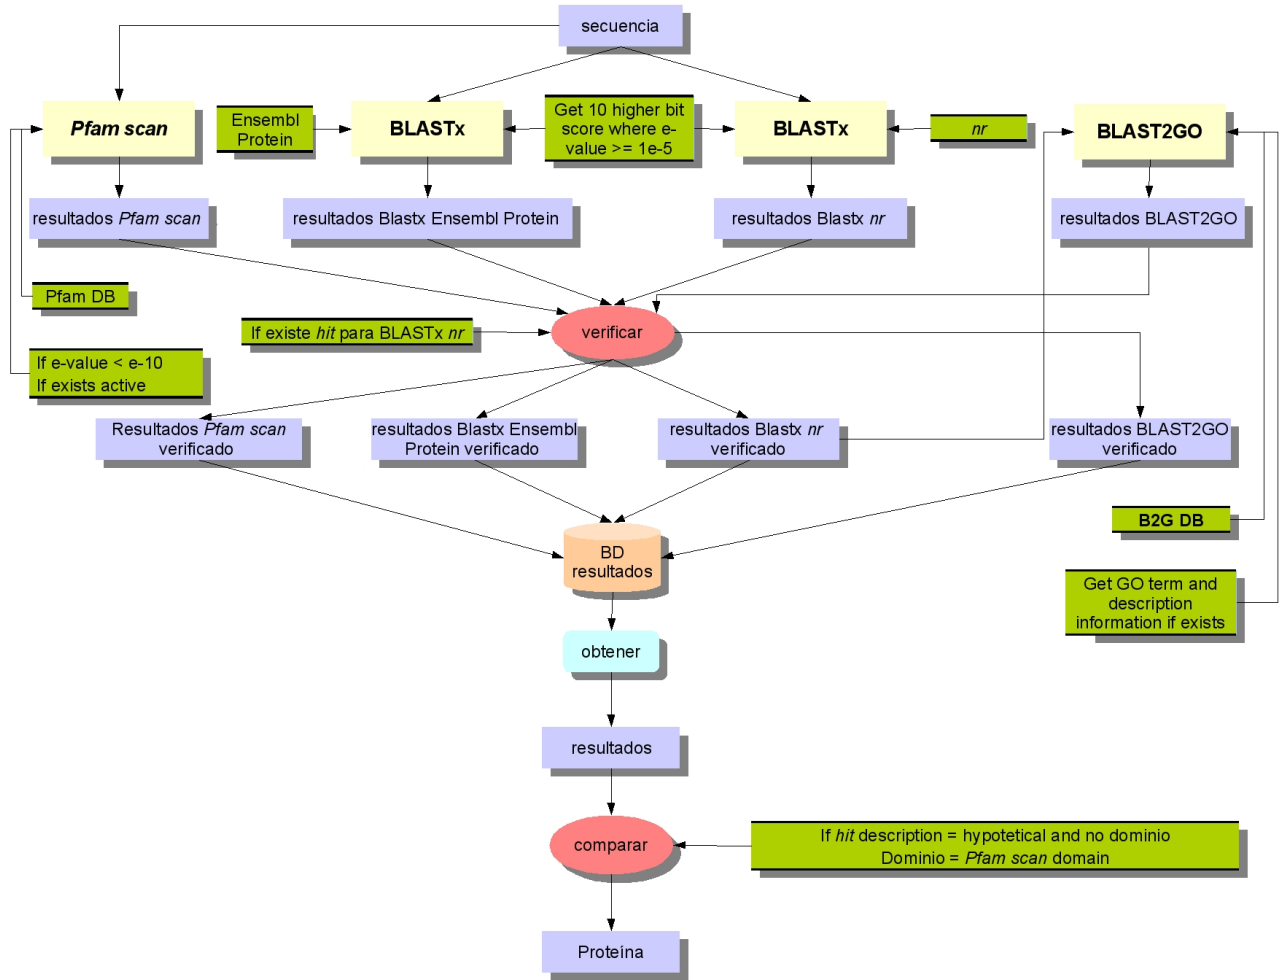 secuencia
Pfam scan
Ensembl
Protein
BLASTx
Get 10 higher bit
score where e-
value >= 1e-5
BLASTx
nr
BLAST2GO
resultados Pfam scan
resultados Blastx Ensembl Protein
resultados Blastx nr
resultados BLAST2GO
Pfam DB
If existe hit para BLASTx nr
verificar
If e-value < e-10
If exists active
Resultados Pfam scan
verificado
resultados Blastx Ensembl
Protein verificado
resultados Blastx nr
verificado
resultados BLAST2GO
verificado
B2G DB
BD
resultados
Get GO term and
description
information if exists
obtener
resultados
comparar
If hit description = hypotetical and no dominio
Dominio = Pfam scan domain
Proteína